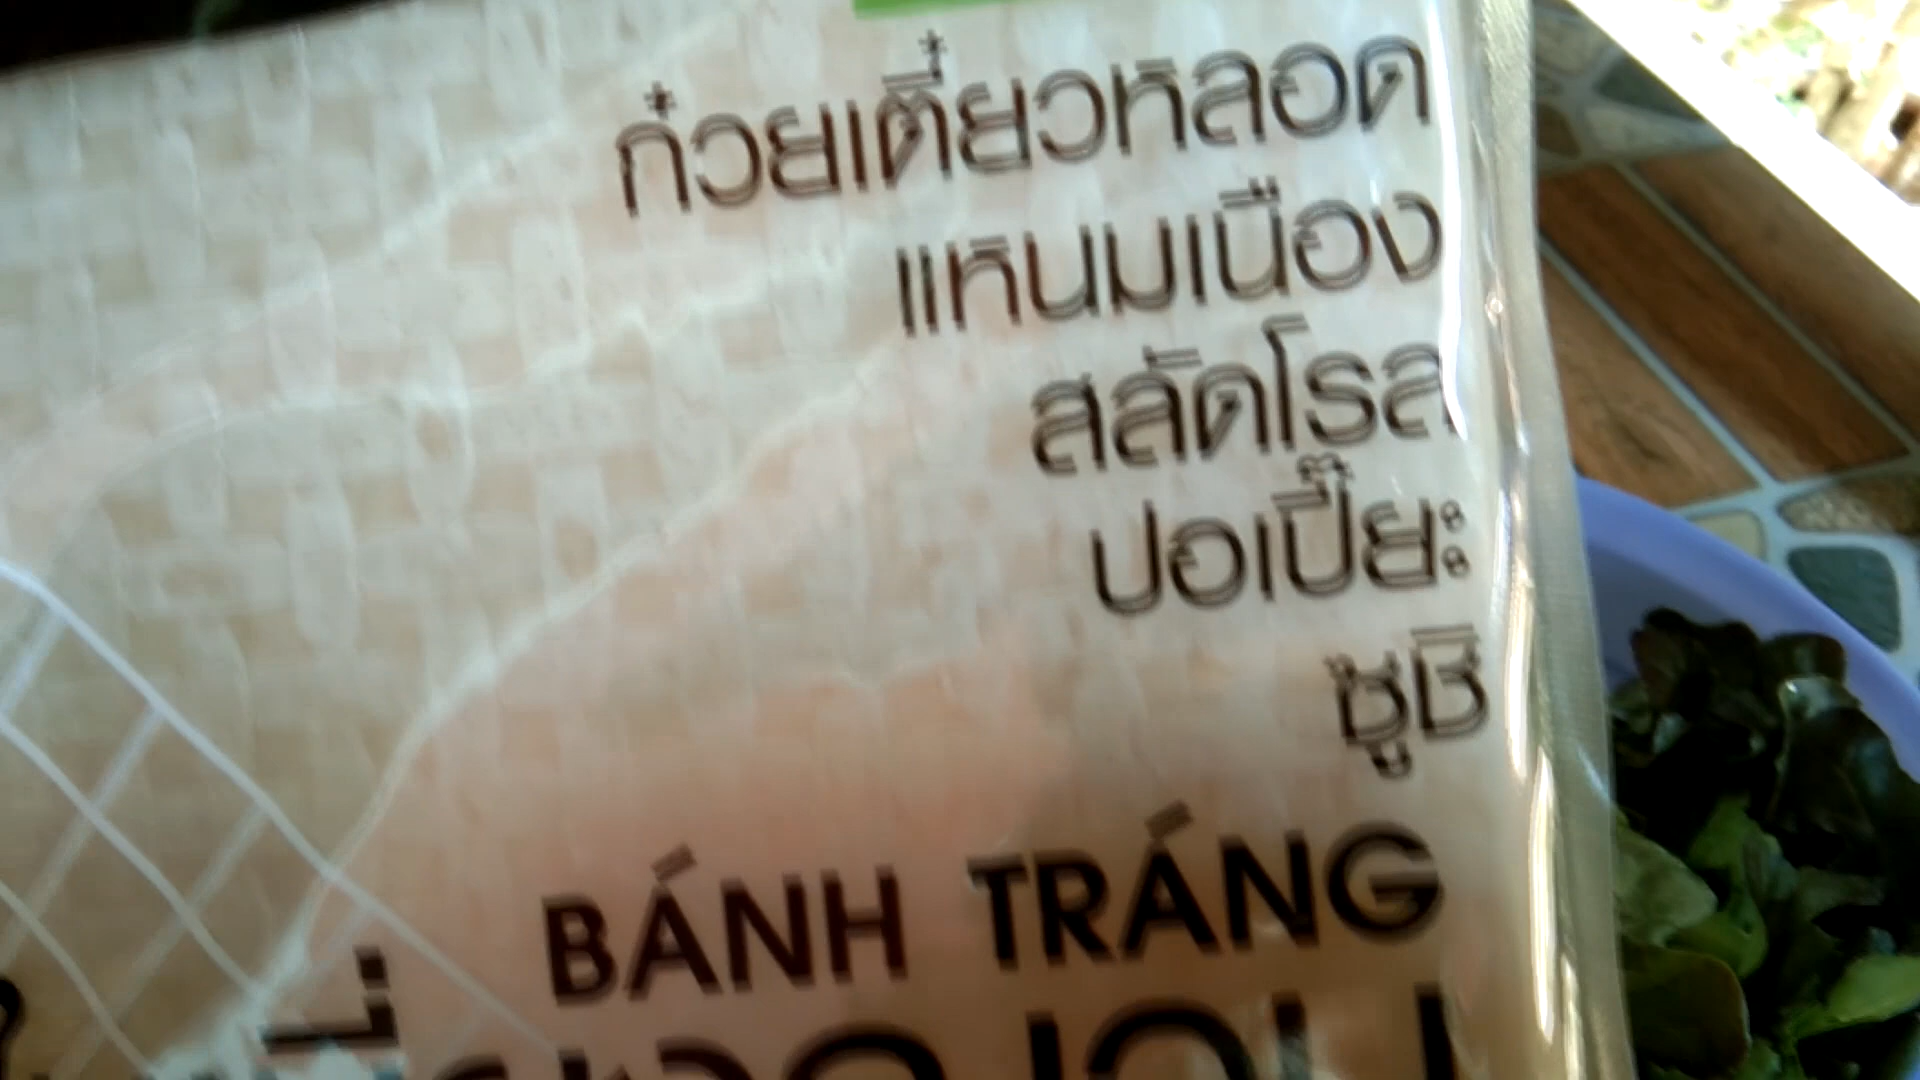 ก๋วยเตี๋ยวหลอด
แหนมเนือง
สลัดโรล
ปอเปี๊ยะ
ซูชิ
BÁNH TRÁNG